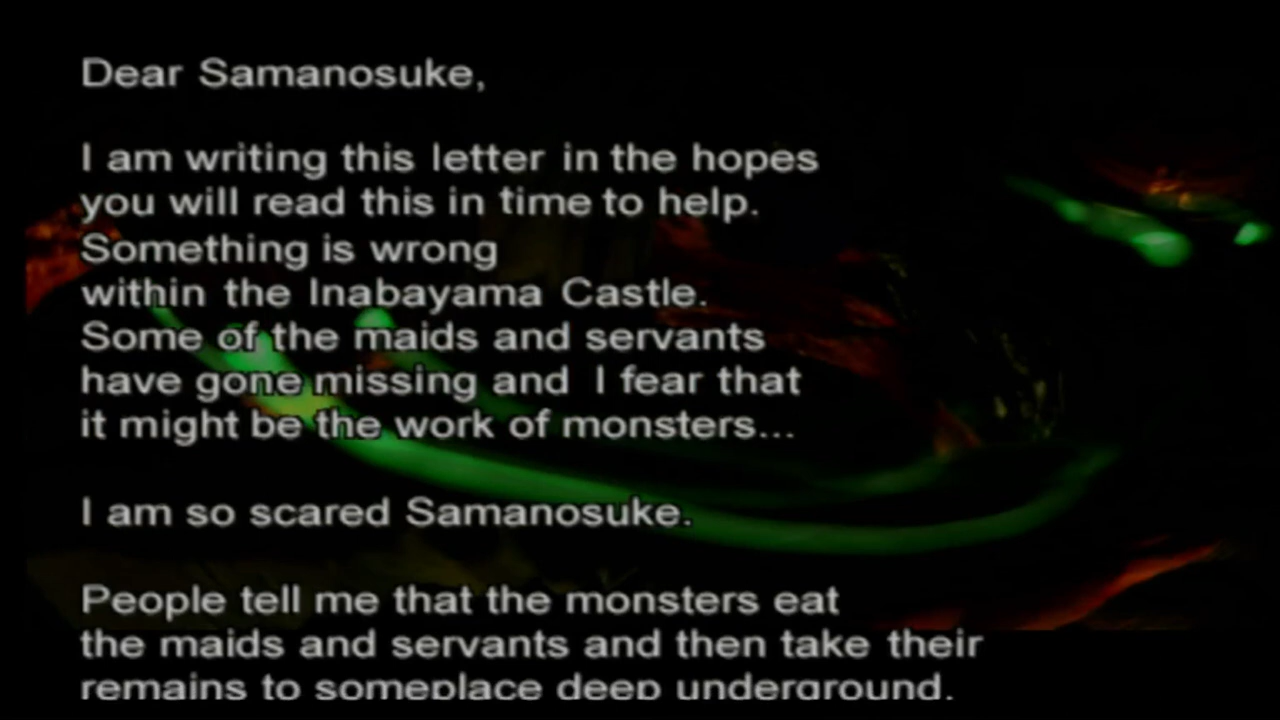 Dear Samanosuke,
I am writing this letter in the hopes
you will read this in time to help.
Something is wrong
within the Inabayama Castle.
Some of the maids and servants
have gone missing and I fear that
it might be the work of monsters...
I am so scared Samanosuke.
People tell me that the monsters eat
the maids and servants and then take their
remains to someplace deep underground.